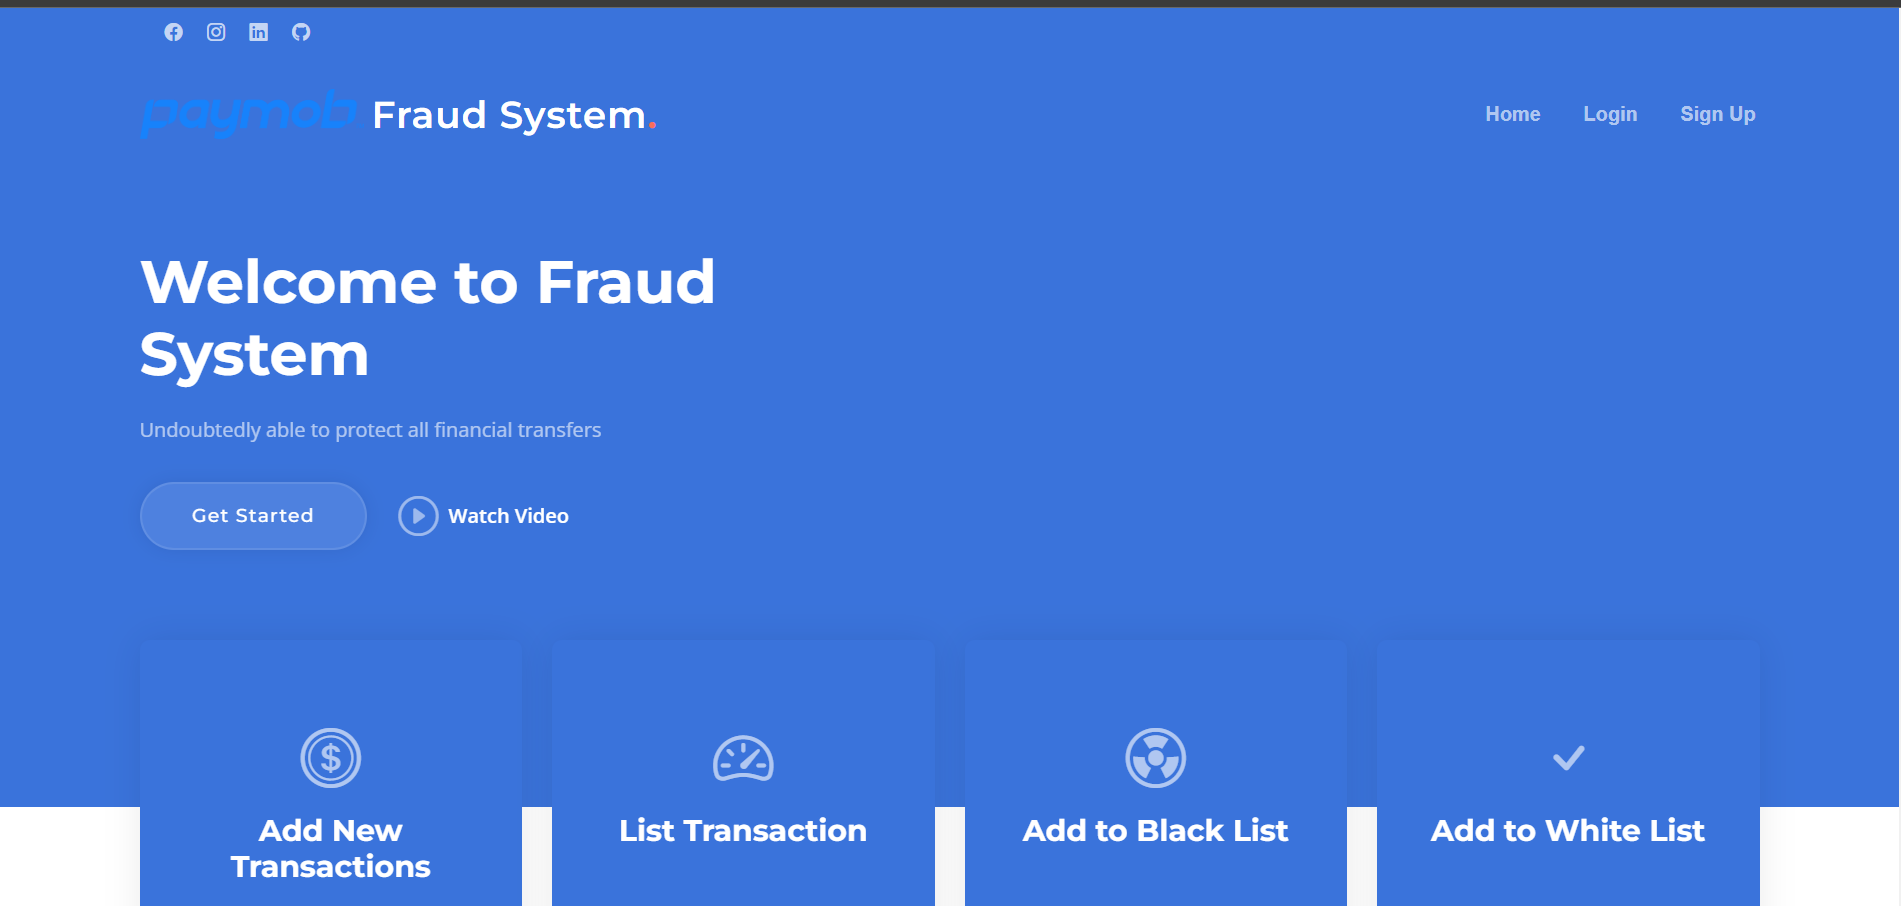 paymob Fraud System.
Home Login Sign Up
Welcome to Fraud
System
Undoubtedly able to protect all financial transfers
Get Started
Watch Video
Add New
Transactions
List Transaction
Add to Black List
Add to White List